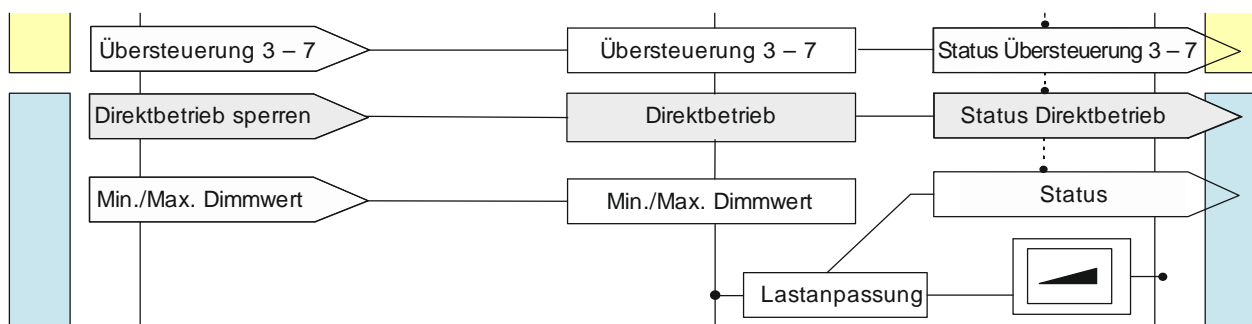 Übersteuerung 3 – 7
Übersteuerung 3 – 7
Status Übersteuerung 3 – 7
Direktbetrieb sperren
Direktbetrieb
Status Direktbetrieb
Min./Max. Dimmwert
Min./Max. Dimmwert
Status
Lastanpassung